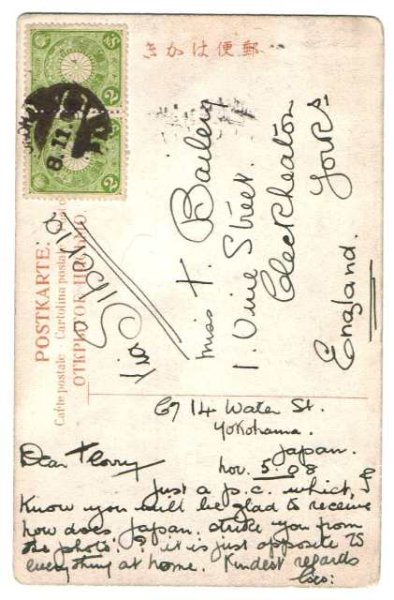 きかは便郵
8.11
Via Siberia
POSTKARTE.
Carte postale Cartolina postale
ОТКРЫТОЕ ПИСЬМО.
Miss F. Bailey
1. Vine Street.
Cleckheaton
Yorks
England.
67 14 Water St.
Yokohama.
Japan.
Nov. 5. 08
Dear Florry
Just a p.c. which, I
know you will be glad to receive
how does Japan. strike you from
the photo. ? it is just opposite to
everything at home. Kindest regards